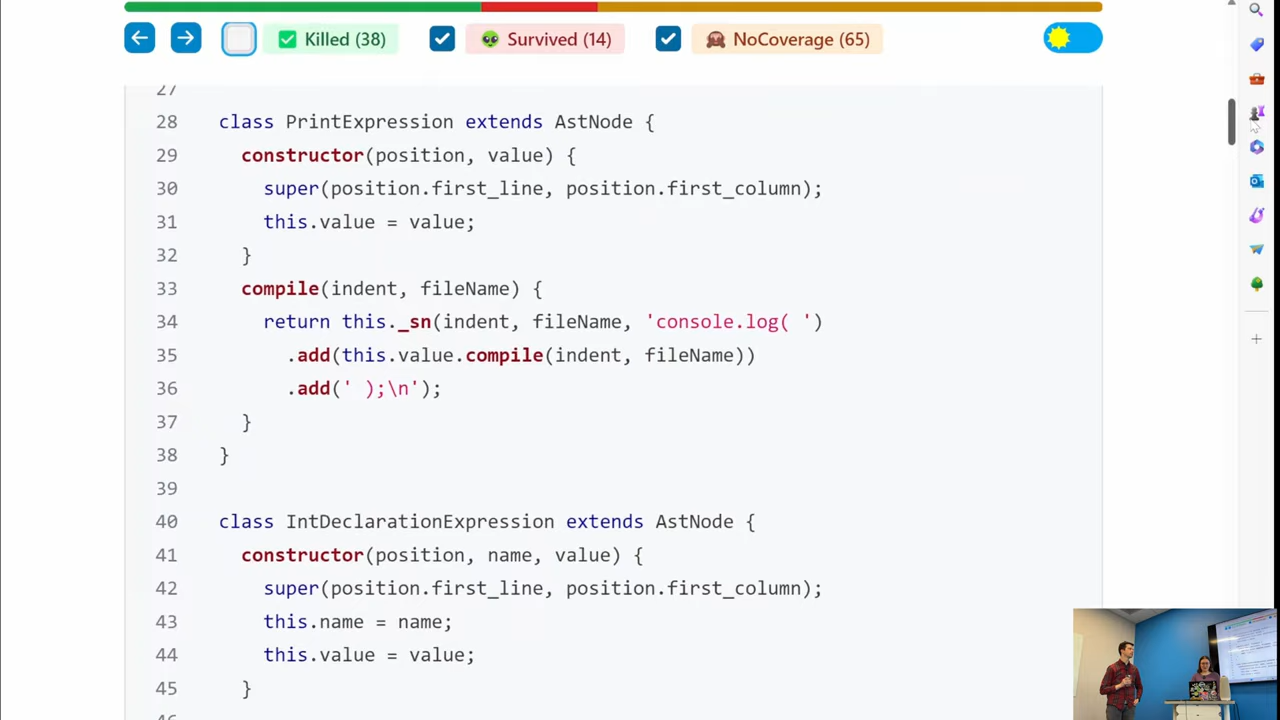 Killed (38) Survived (14) NoCoverage (65)
27
28 class PrintExpression extends AstNode {
29 constructor(position, value) {
30 super(position.first_line, position.first_column);
31 this.value = value;
32 }
33 compile(indent, fileName) {
34 return this._sn(indent, fileName, 'console.log( ')
35 .add(this.value.compile(indent, fileName))
36 .add(' );\n');
37 }
38 }
39
40 class IntDeclarationExpression extends AstNode {
41 constructor(position, name, value) {
42 super(position.first_line, position.first_column);
43 this.name = name;
44 this.value = value;
45 }
46